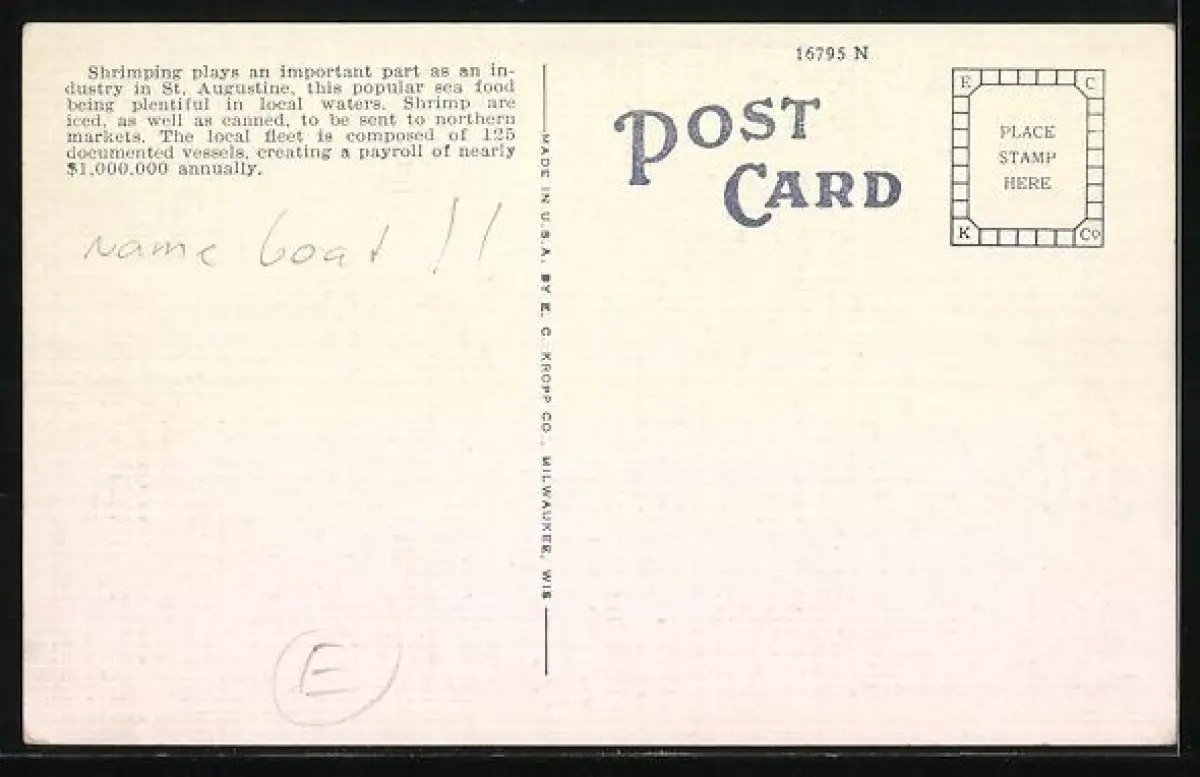 Shrimping plays an important part as an in-
dustry in St. Augustine, this popular sea food
being plentiful in local waters. Shrimp are
iced, as well as canned, to be sent to northern
markets. The local fleet is composed of 125
documented vessels, creating a payroll of nearly
$1,000,000 annually.
name boat !!
E
MADE IN U.S.A. BY E. C. KROPP CO., MILWAUKEE, WIS
16795 N
POST
CARD
E C
PLACE
STAMP
HERE
K Co